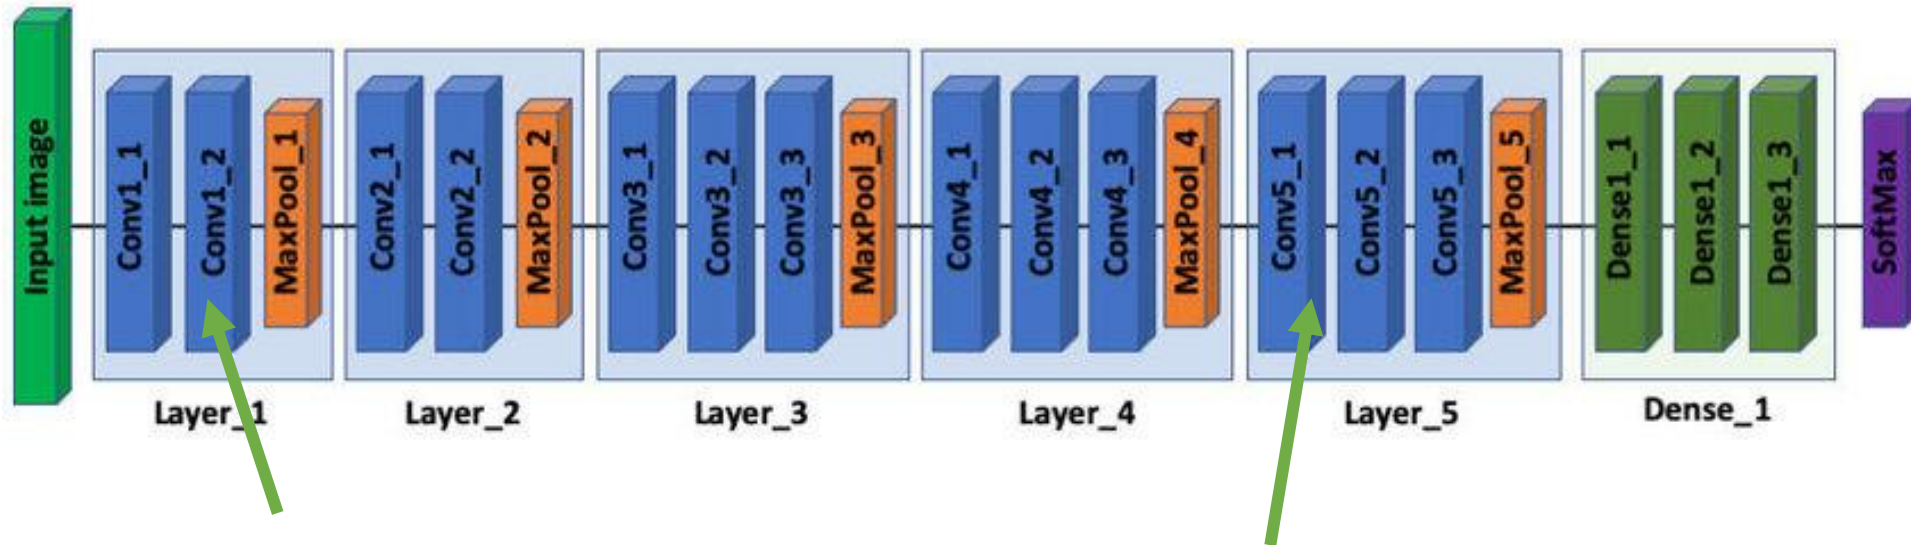 Input image
Conv1_1
Conv1_2
MaxPool_1
Layer_1
Conv2_1
Conv2_2
MaxPool_2
Layer_2
Conv3_1
Conv3_2
Conv3_3
MaxPool_3
Layer_3
Conv4_1
Conv4_2
Conv4_3
MaxPool_4
Layer_4
Conv5_1
Conv5_2
Conv5_3
MaxPool_5
Layer_5
Dense1_1
Dense1_2
Dense1_3
Dense_1
SoftMax